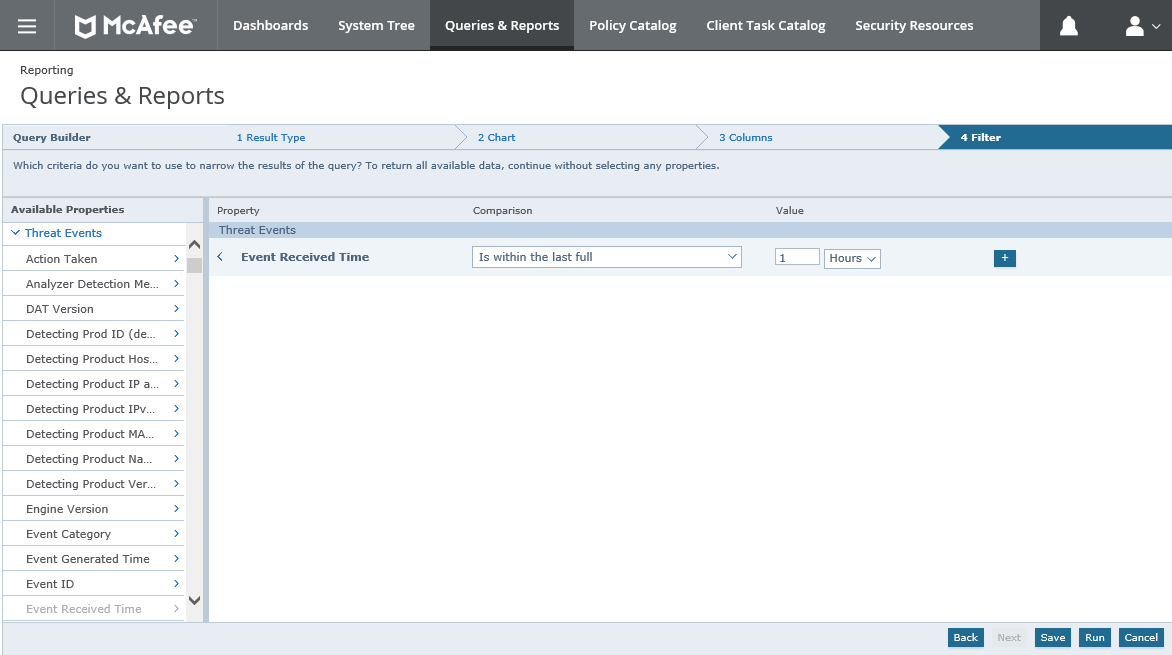 McAfee™ Dashboards System Tree Queries & Reports Policy Catalog Client Task Catalog Security Resources
Reporting
Queries & Reports
Query Builder 1 Result Type 2 Chart 3 Columns 4 Filter
Which criteria do you want to use to narrow the results of the query? To return all available data, continue without selecting any properties.
Available Properties
Threat Events
Action Taken
Analyzer Detection Me...
DAT Version
Detecting Prod ID (de...
Detecting Product Hos...
Detecting Product IP a...
Detecting Product IPv...
Detecting Product MA...
Detecting Product Na...
Detecting Product Ver...
Engine Version
Event Category
Event Generated Time
Event ID
Event Received Time
Property Comparison Value
Threat Events
Event Received Time Is within the last full 1 Hours +
Back Next Save Run Cancel